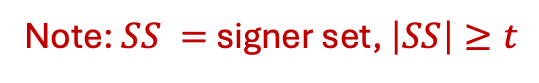 Note: 𝑆𝑆 = signer set, |𝑆𝑆| ≥ 𝑡